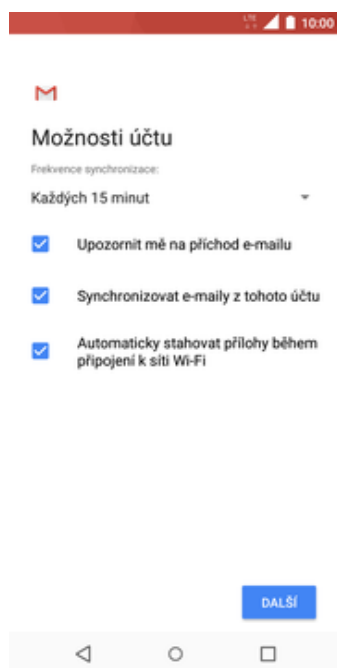 LTE 10:00
Možnosti účtu
Frekvence synchronizace:
Každých 15 minut
Upozornit mě na příchod e-mailu
Synchronizovat e-maily z tohoto účtu
Automaticky stahovat přílohy během
připojení k síti Wi-Fi
DALŠÍ